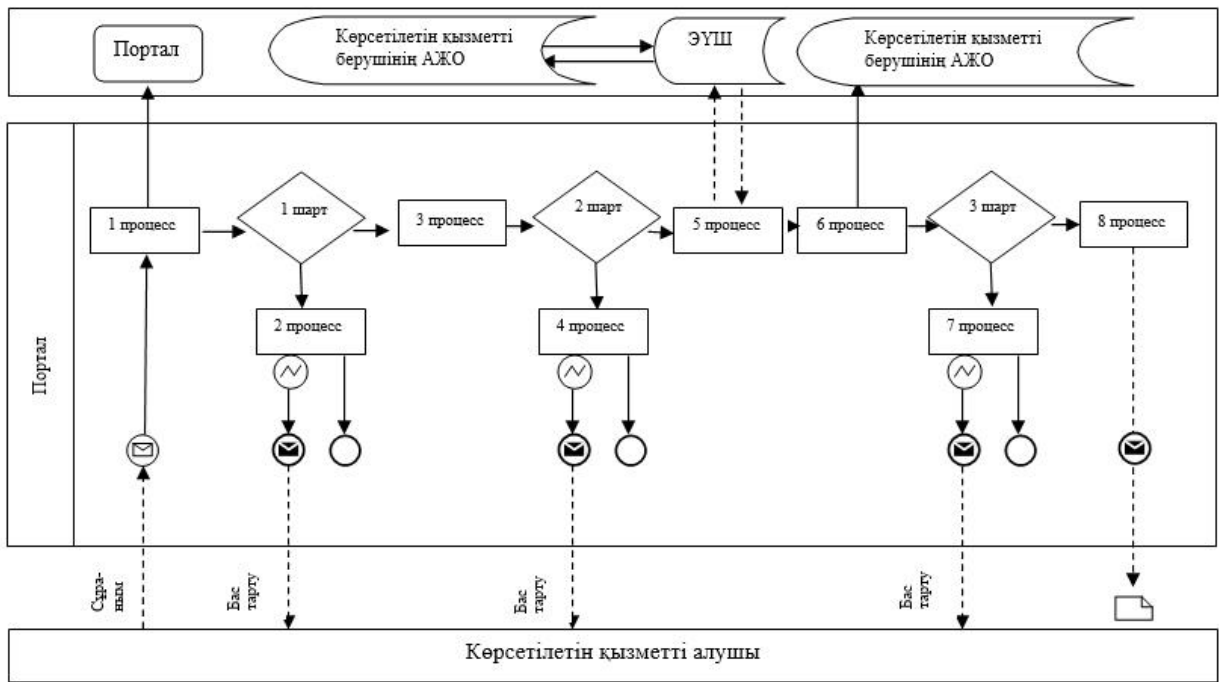 Портал
Көрсетілетін қызметті
берушінің АЖО
ЭҮШ
Көрсетілетін қызметті
берушінің АЖО
Портал
1 процесс
1 шарт
3 процесс
2 шарт
5 процесс
6 процесс
3 шарт
8 процесс
2 процесс
4 процесс
7 процесс
Сұра-
ным
Бас
тарту
Бас
тарту
Бас
тарту
Көрсетілетін қызметті алушы